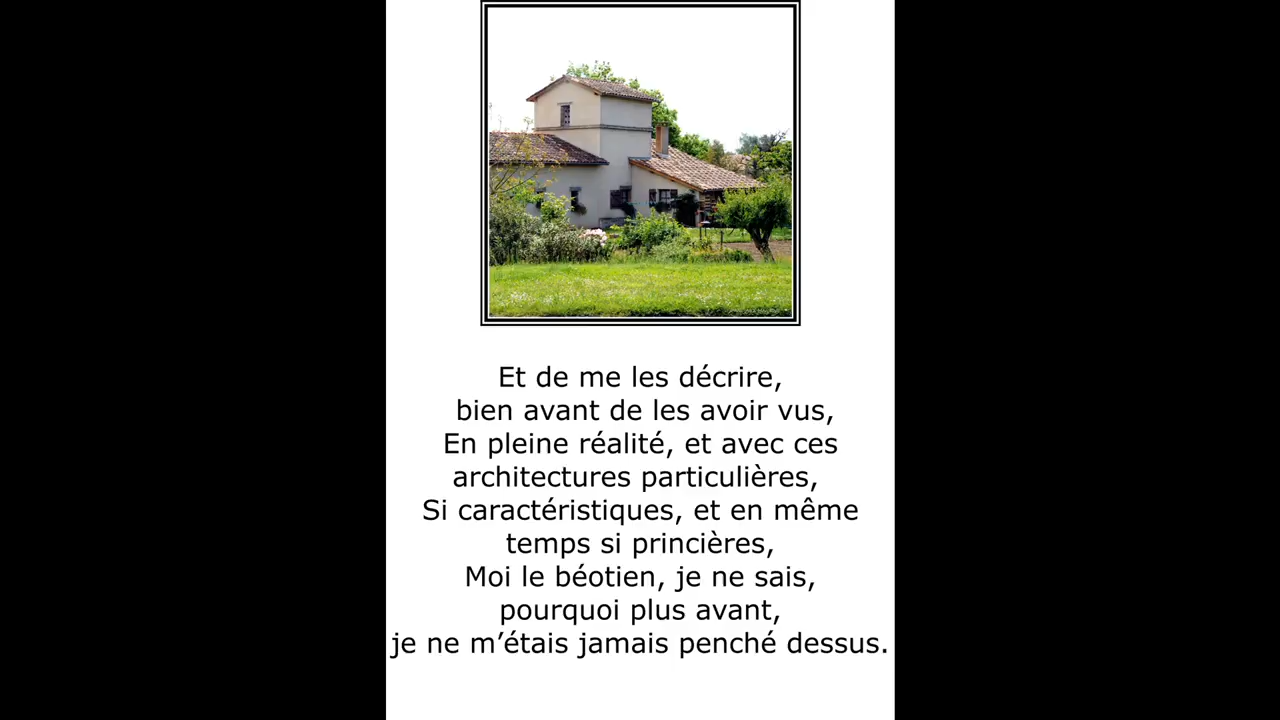 Et de me les décrire,
bien avant de les avoir vus,
En pleine réalité, et avec ces
architectures particulières,
Si caractéristiques, et en même
temps si princières,
Moi le béotien, je ne sais,
pourquoi plus avant,
je ne m’étais jamais penché dessus.